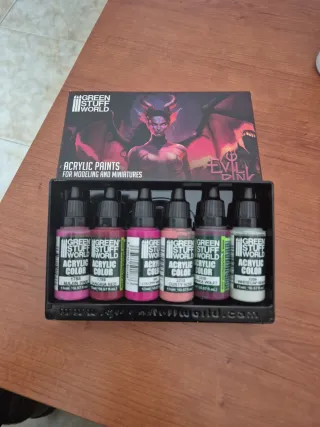 GREEN
STUFF
WORLD
ACRYLIC PAINTS
FOR MODELING AND MINIATURES
EVIL
PINK
GREEN
STUFF
WORLD
ACRYLIC
COLOR
GREEN
STUFF
WORLD
ACRYLIC
COLOR
GREEN
STUFF
WORLD
ACRYLIC
COLOR
GREEN
STUFF
WORLD
ACRYLIC
COLOR
GREEN
STUFF
WORLD
ACRYLIC
COLOR
GREEN
STUFF
WORLD
ACRYLIC
COLOR
www.greenstuffworld.com